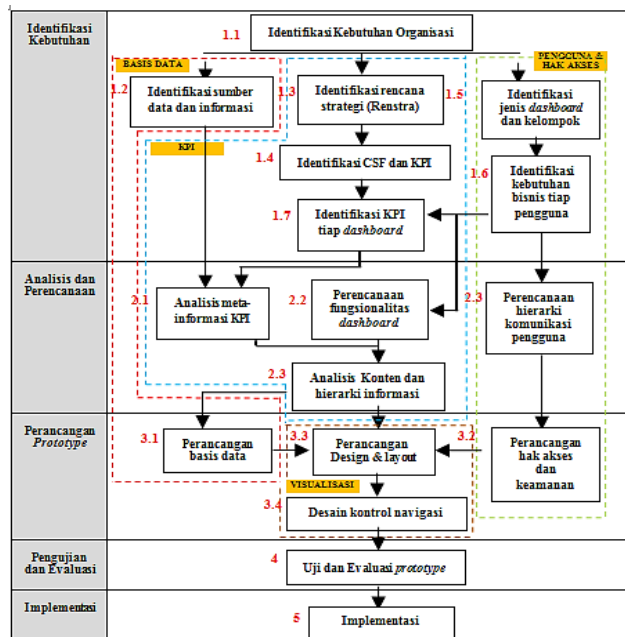 Identifikasi
Kebutuhan
1.1
Identifikasi Kebutuhan Organisasi
BASIS DATA
PENGGUNA &
HAK AKSES
1.2
Identifikasi sumber
data dan informasi
1.3
Identifikasi rencana
strategi (Renstra)
1.5
Identifikasi
jenis dashboard
dan kelompok
KPI
1.4
Identifikasi CSF dan KPI
1.6
Identifikasi
kebutuhan
bisnis tiap
pengguna
1.7
Identifikasi KPI
tiap dashboard
Analisis dan
Perencanaan
2.1
Analisis meta-
informasi KPI
2.2
Perencanaan
fungsionalitas
dashboard
2.3
Perencanaan
hierarki
komunikasi
pengguna
2.3
Analisis Konten dan
hierarki informasi
Perancangan
Prototype
3.1
Perancangan
basis data
3.3
Perancangan
Design & layout
3.2
Perancangan
hak akses
dan
keamanan
VISUALISASI
3.4
Desain kontrol navigasi
Pengujian
dan Evaluasi
4
Uji dan Evaluasi prototype
Implementasi
5
Implementasi